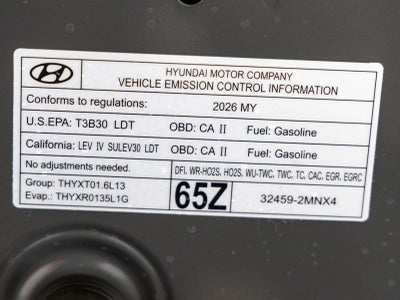 HYUNDAI MOTOR COMPANY
VEHICLE EMISSION CONTROL INFORMATION
Conforms to regulations: 2026 MY
U.S.EPA: T3B30 LDT OBD: CA II Fuel: Gasoline
California: LEV IV SULEV30 LDT OBD: CA II Fuel: Gasoline
No adjustments needed. DFI, WR-HO2S, HO2S, WU-TWC, TWC, TC, CAC, EGR, EGRC
Group: THYXT01.6L13
Evap.: THYXR0135L1G
65Z
32459-2MNX4